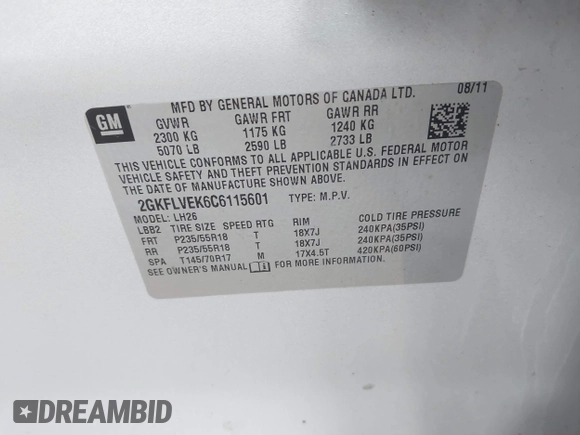 MFD BY GENERAL MOTORS OF CANADA LTD. 08/11
GM
GVWR GAWR FRT GAWR RR
2300 KG 1175 KG 1240 KG
5070 LB 2590 LB 2733 LB
THIS VEHICLE CONFORMS TO ALL APPLICABLE U.S. FEDERAL MOTOR
VEHICLE SAFETY AND THEFT PREVENTION STANDARDS IN EFFECT ON
THE DATE OF MANUFACTURE SHOWN ABOVE.
2GKFLVEK6C6115601 TYPE: M.P.V.
MODEL: LH26
LBB2 TIRE SIZE SPEED RTG RIM COLD TIRE PRESSURE
FRT P235/55R18 T 18X7J 240KPA(35PSI)
RR P235/55R18 T 18X7J 240KPA(35PSI)
SPA T145/70R17 M 17X4.5T 420KPA(60PSI)
SEE OWNER'S MANUAL FOR MORE INFORMATION.
DREAMBID